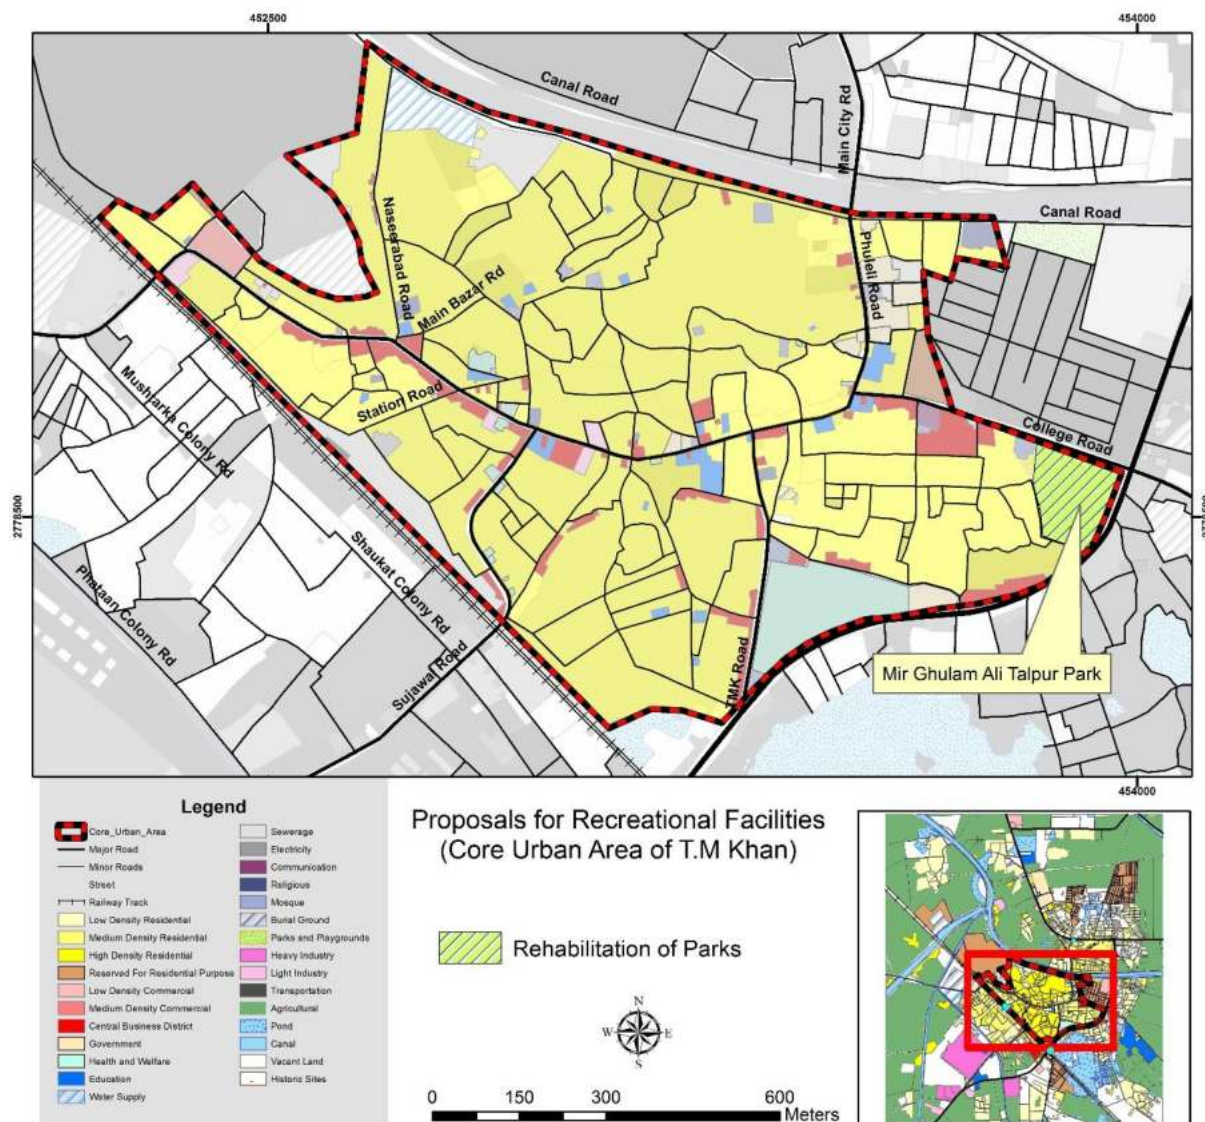 452500
454000
Canal Road
Main City Rd
Canal Road
Naseerabad Road
Phuleli Road
Main Bazar Rd
Mushjarka Colony Rd
Station Road
College Road
2778500
Shaukat Colony Rd
Phataan Colony Rd
Sujawal Road
TMK Road
Mir Ghulam Ali Talpur Park
454000
Legend
Core_Urban_Area
Major Road
Minor Roads
Street
Railway Track
Low Density Residential
Medium Density Residential
High Density Residential
Reserved For Residential Purpose
Low Density Commercial
Medium Density Commercial
Central Business District
Government
Health and Welfare
Education
Water Supply
Sewerage
Electricity
Communication
Religious
Mosque
Burial Ground
Parks and Playgrounds
Heavy Industry
Light Industry
Transportation
Agricultural
Pond
Canal
Vacant Land
Historic Sites
Proposals for Recreational Facilities
(Core Urban Area of T.M Khan)
Rehabilitation of Parks
N
W E
S
0 150 300 600
Meters